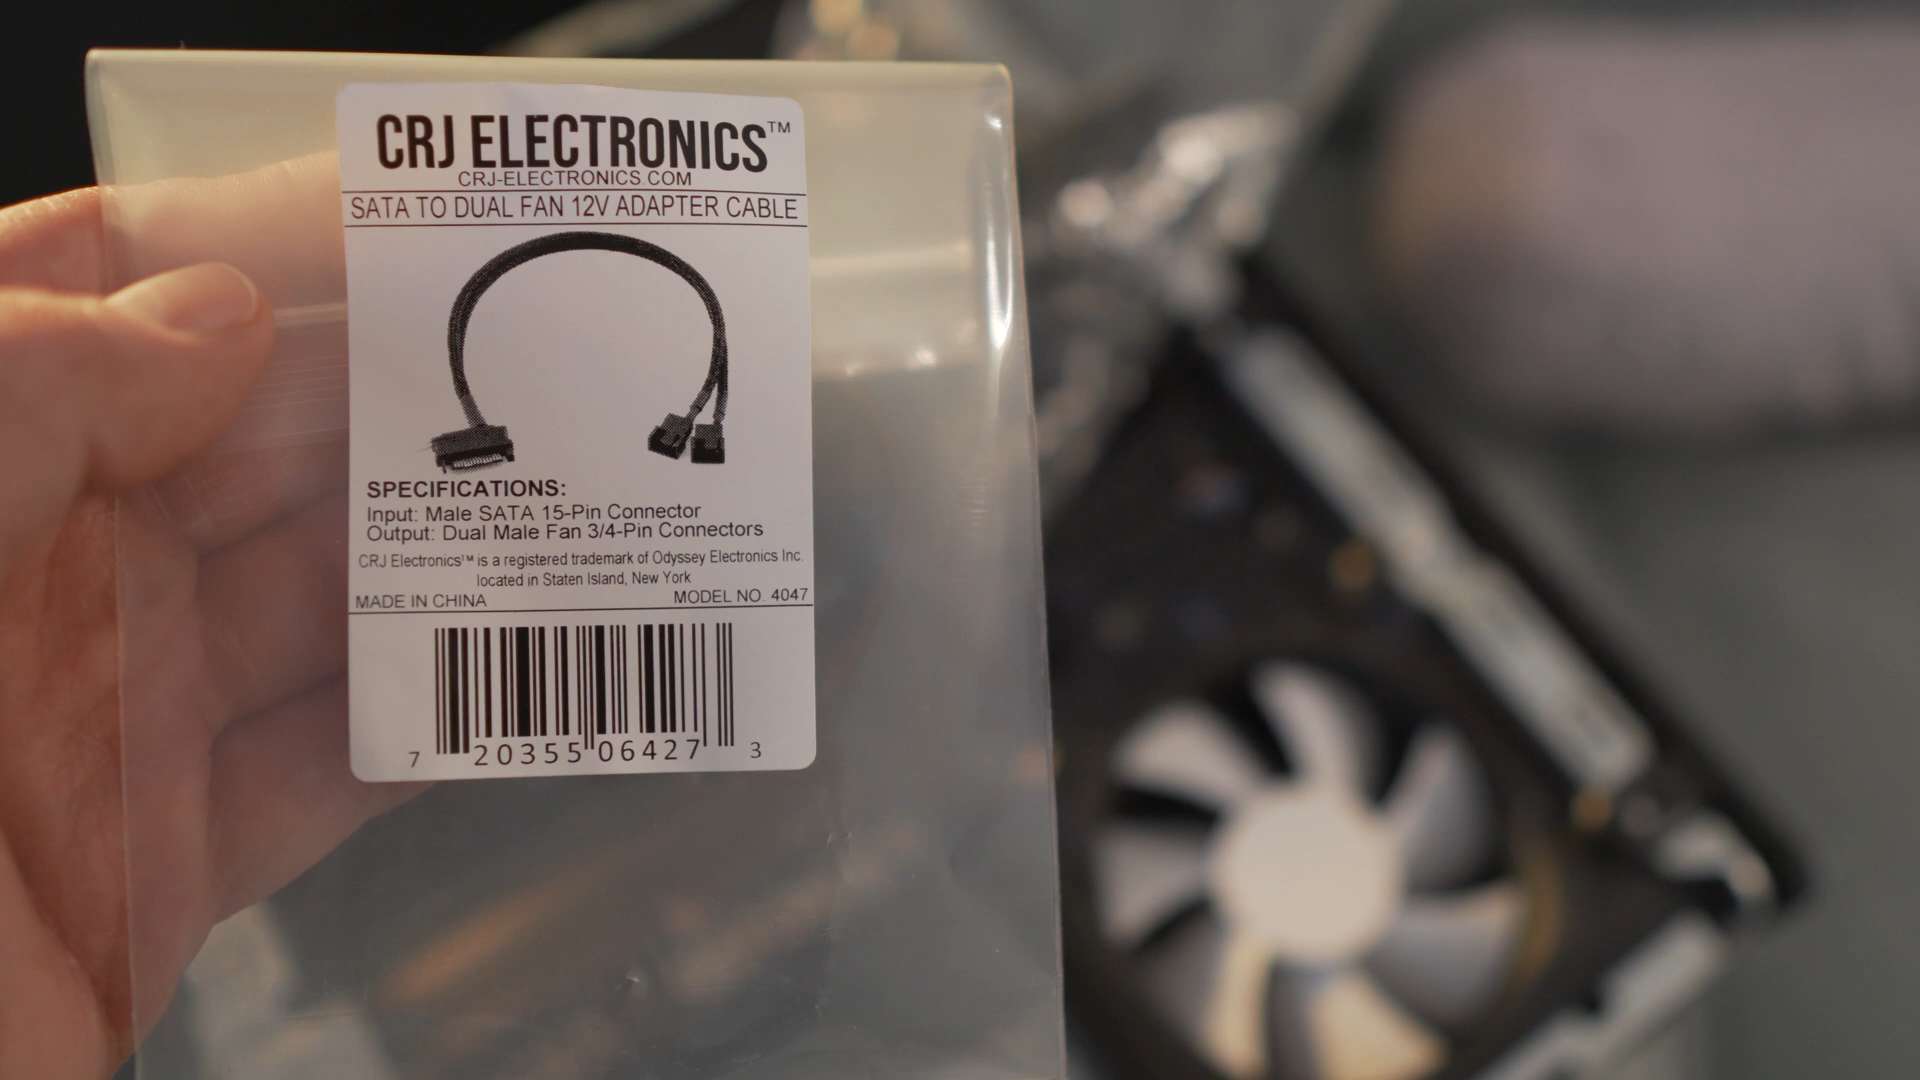 CRJ ELECTRONICS™
CRJ-ELECTRONICS.COM
SATA TO DUAL FAN 12V ADAPTER CABLE
SPECIFICATIONS:
Input: Male SATA 15-Pin Connector
Output: Dual Male Fan 3/4-Pin Connectors
CRJ Electronics™ is a registered trademark of Odyssey Electronics Inc.
located in Staten Island, New York
MADE IN CHINA MODEL NO. 4047
7 20355 06427 3